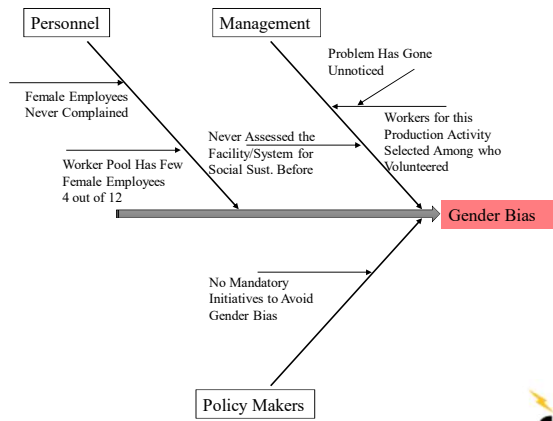 Personnel
Management
Problem Has Gone
Unnoticed
Female Employees
Never Complained
Workers for this
Production Activity
Selected Among who
Volunteered
Never Assessed the
Facility/System for
Social Sust. Before
Worker Pool Has Few
Female Employees
4 out of 12
Gender Bias
No Mandatory
Initiatives to Avoid
Gender Bias
Policy Makers